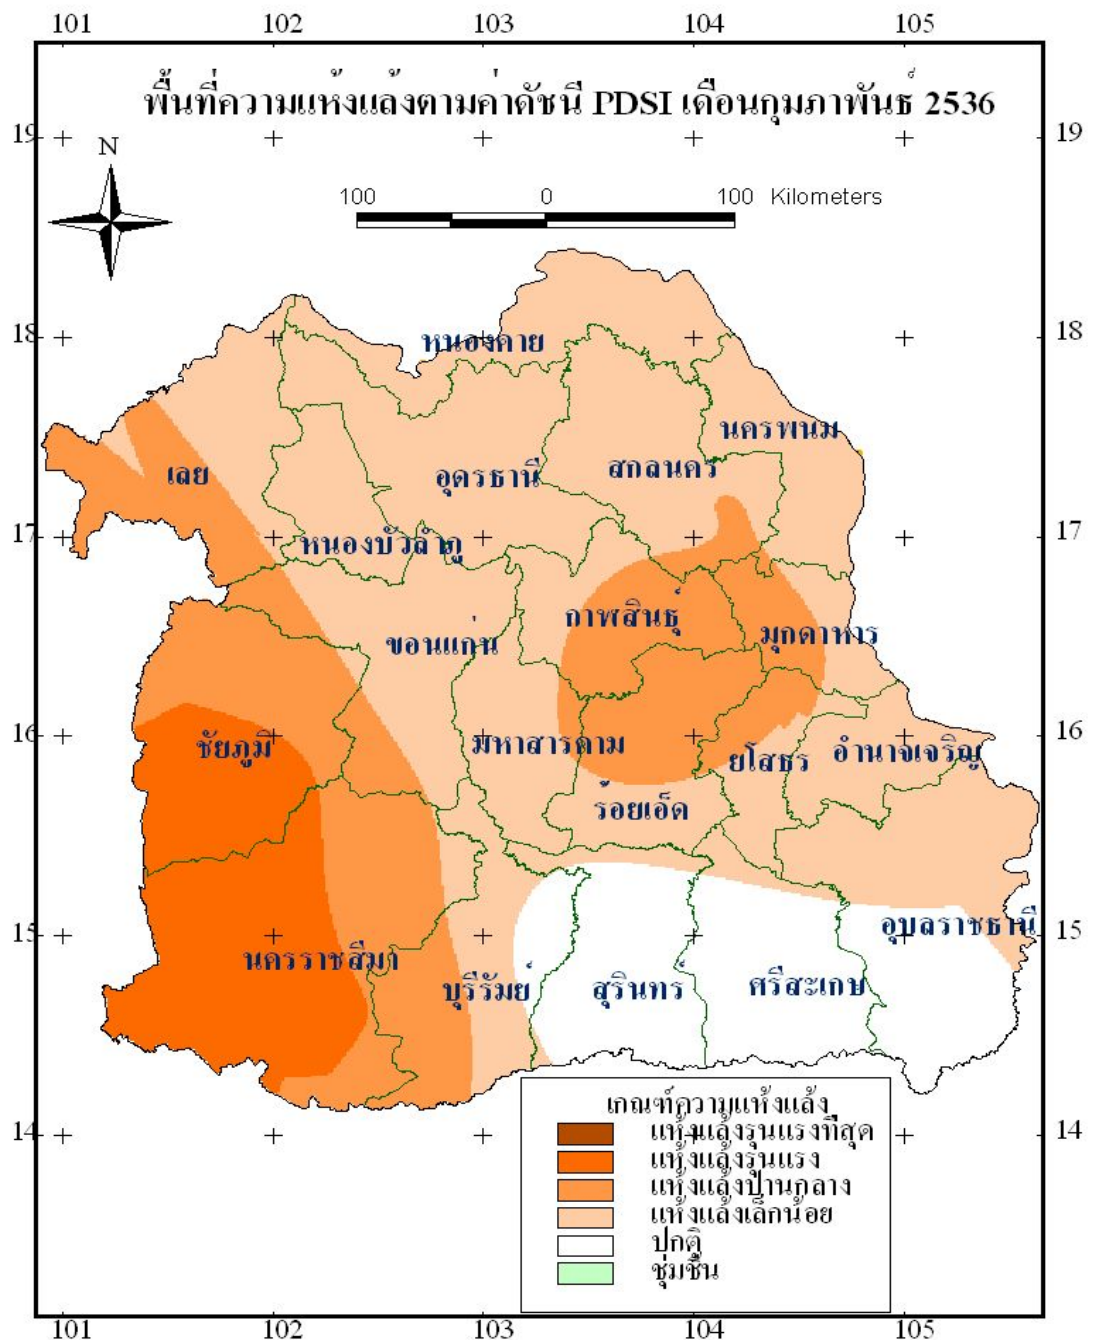 101 102 103 104 105
พื้นที่ความแห้งแล้งตามค่าดัชนี PDSI เดือนกุมภาพันธ์ 2536
19 19
N
100 0 100 Kilometers
18 18
หนองคาย
นครพนม
เลย อุดรธานี สกลนคร
17 17
หนองบัวลำภู
กาฬสินธุ์
ขอนแก่น มุกดาหาร
16 16
ชัยภูมิ มหาสารคาม ยโสธร อำนาจเจริญ
ร้อยเอ็ด
15 15
อุบลราชธานี
นครราชสีมา บุรีรัมย์ สุรินทร์ ศรีสะเกษ
14 14
เกณฑ์ความแห้งแล้ง
แห้งแล้งรุนแรงที่สุด
แห้งแล้งรุนแรง
แห้งแล้งปานกลาง
แห้งแล้งเล็กน้อย
ปกติ
ชุ่มชื้น
101 102 103 104 105